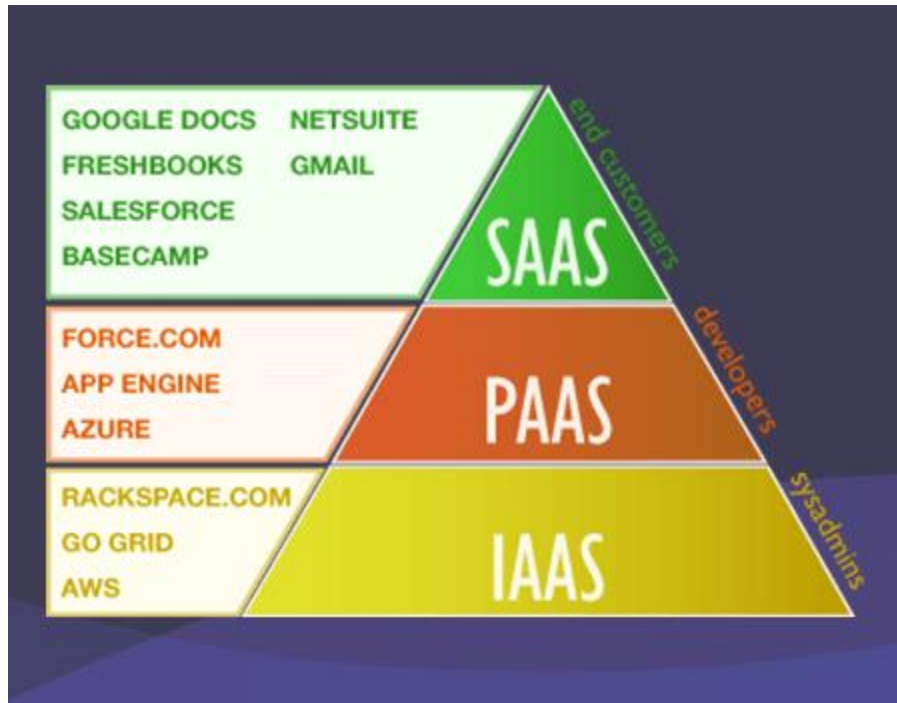 GOOGLE DOCS NETSUITE
FRESHBOOKS GMAIL
SALESFORCE
BASECAMP
SAAS
end customers
FORCE.COM
APP ENGINE
AZURE
PAAS
developers
RACKSPACE.COM
GO GRID
AWS
IAAS
sysadmins